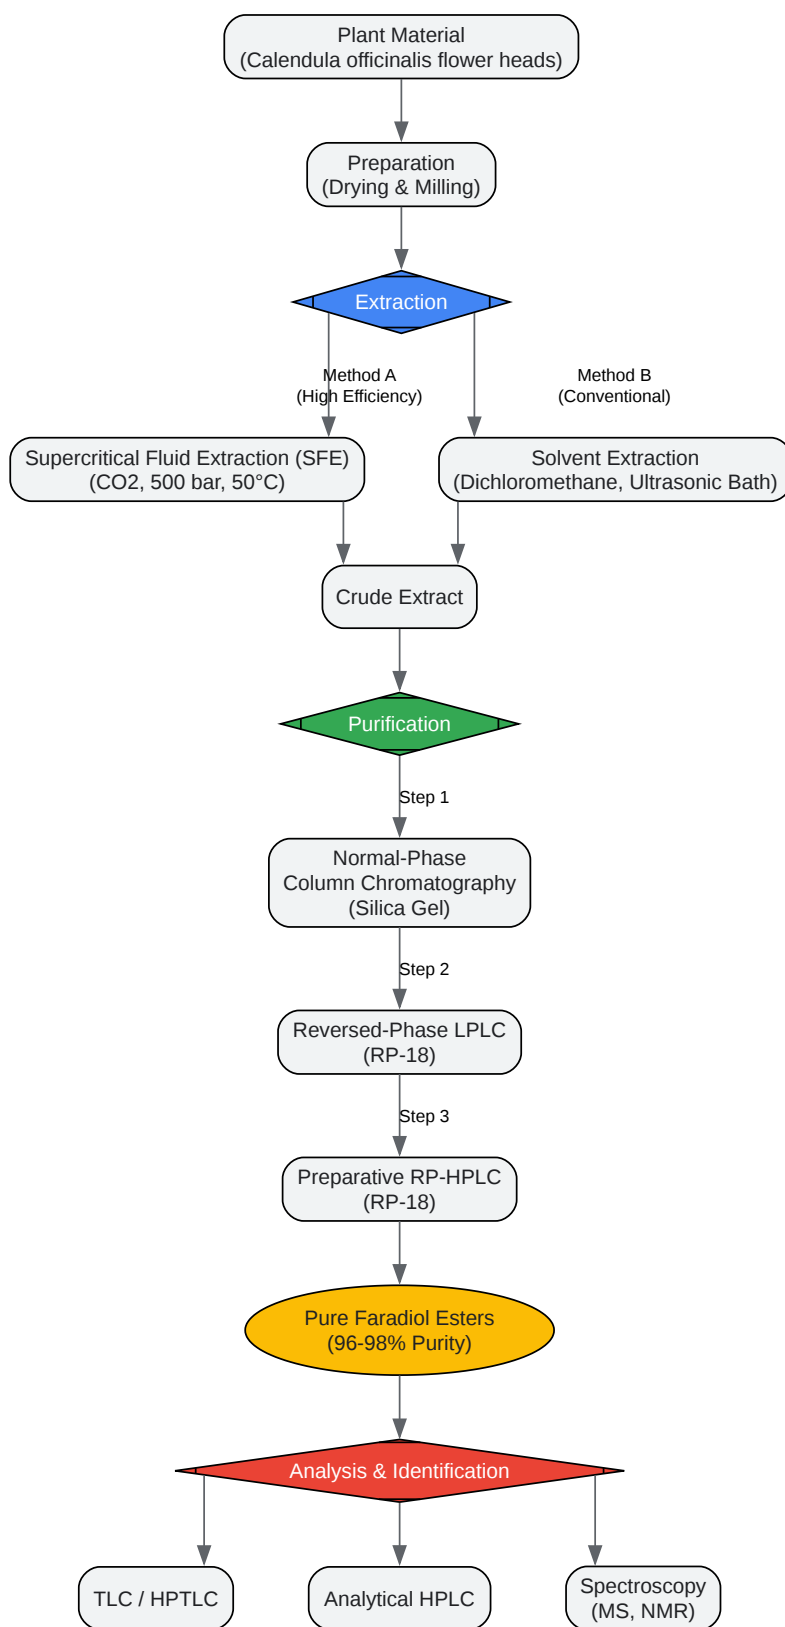 Plant Material
(Calendula officinalis flower heads)
Preparation
(Drying & Milling)
Extraction
Method A
(High Efficiency)
Method B
(Conventional)
Supercritical Fluid Extraction (SFE)
(CO2, 500 bar, 50°C)
Solvent Extraction
(Dichloromethane, Ultrasonic Bath)
Crude Extract
Purification
Step 1
Normal-Phase
Column Chromatography
(Silica Gel)
Step 2
Reversed-Phase LPLC
(RP-18)
Step 3
Preparative RP-HPLC
(RP-18)
Pure Faradiol Esters
(96-98% Purity)
Analysis & Identification
TLC / HPTLC
Analytical HPLC
Spectroscopy
(MS, NMR)